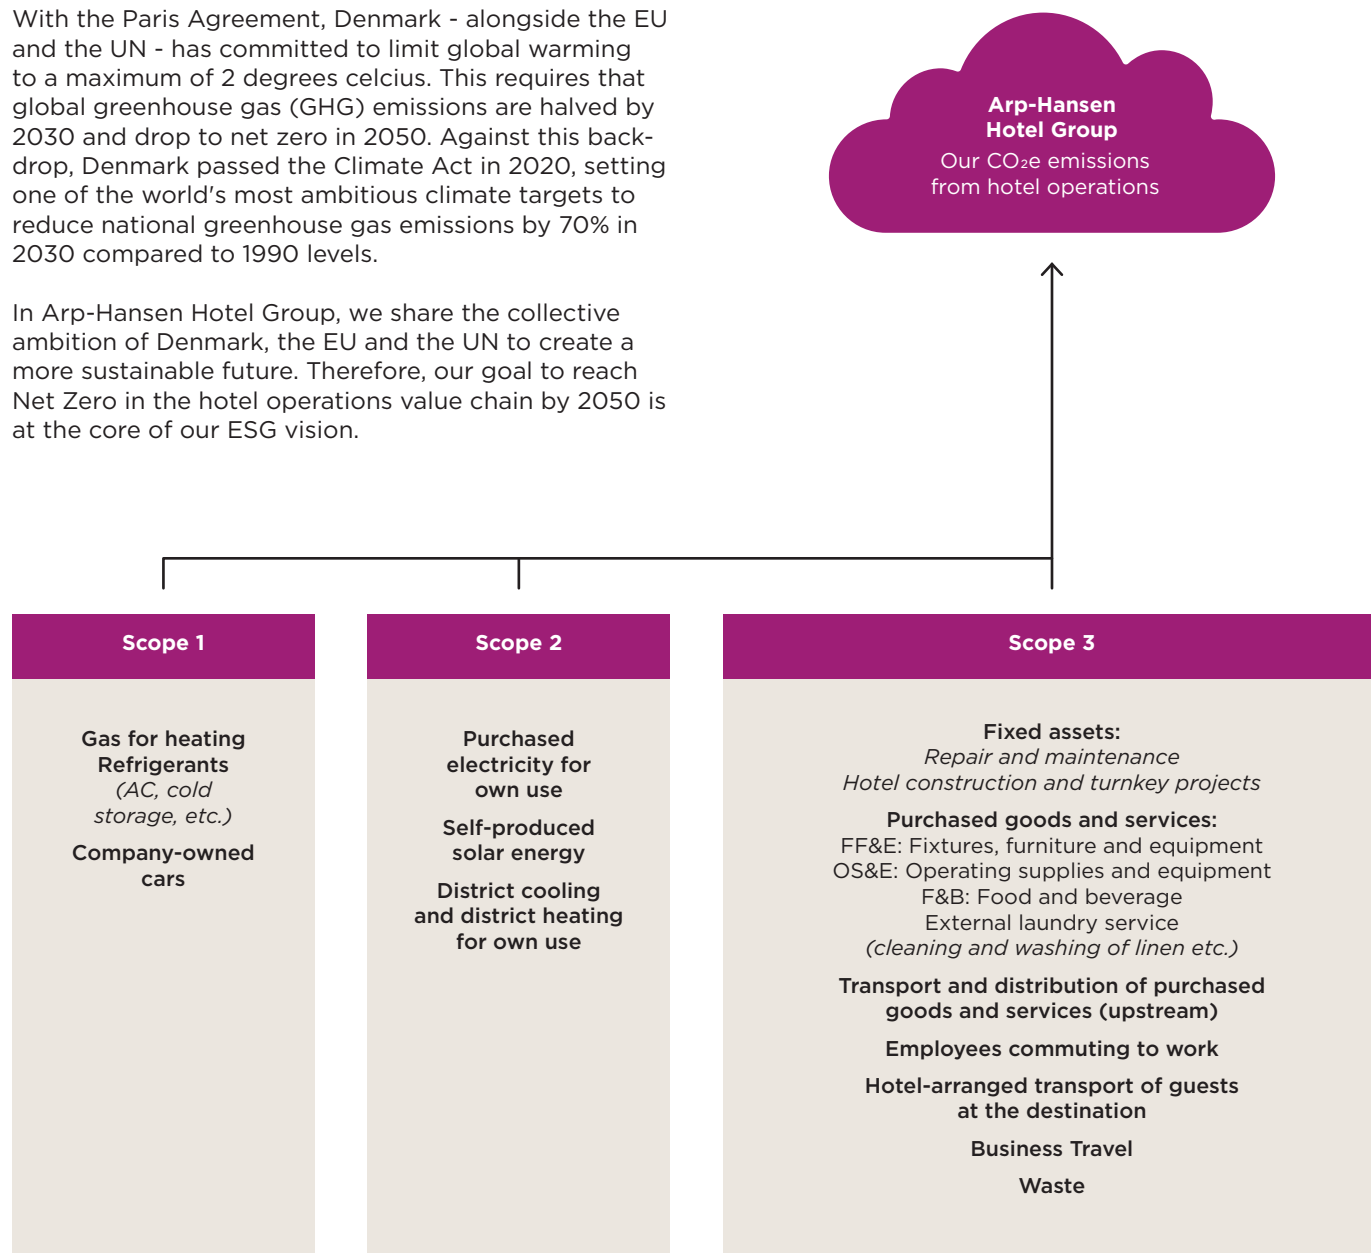 With the Paris Agreement, Denmark - alongside the EU
and the UN - has committed to limit global warming
to a maximum of 2 degrees celcius. This requires that
global greenhouse gas (GHG) emissions are halved by
2030 and drop to net zero in 2050. Against this back-
drop, Denmark passed the Climate Act in 2020, setting
one of the world's most ambitious climate targets to
reduce national greenhouse gas emissions by 70% in
2030 compared to 1990 levels.
In Arp-Hansen Hotel Group, we share the collective
ambition of Denmark, the EU and the UN to create a
more sustainable future. Therefore, our goal to reach
Net Zero in the hotel operations value chain by 2050 is
at the core of our ESG vision.
Arp-Hansen
Hotel Group
Our CO₂e emissions
from hotel operations
Scope 1
Gas for heating
Refrigerants
(AC, cold
storage, etc.)
Company-owned
cars
Scope 2
Purchased
electricity for
own use
Self-produced
solar energy
District cooling
and district heating
for own use
Scope 3
Fixed assets:
Repair and maintenance
Hotel construction and turnkey projects
Purchased goods and services:
FF&E: Fixtures, furniture and equipment
OS&E: Operating supplies and equipment
F&B: Food and beverage
External laundry service
(cleaning and washing of linen etc.)
Transport and distribution of purchased
goods and services (upstream)
Employees commuting to work
Hotel-arranged transport of guests
at the destination
Business Travel
Waste